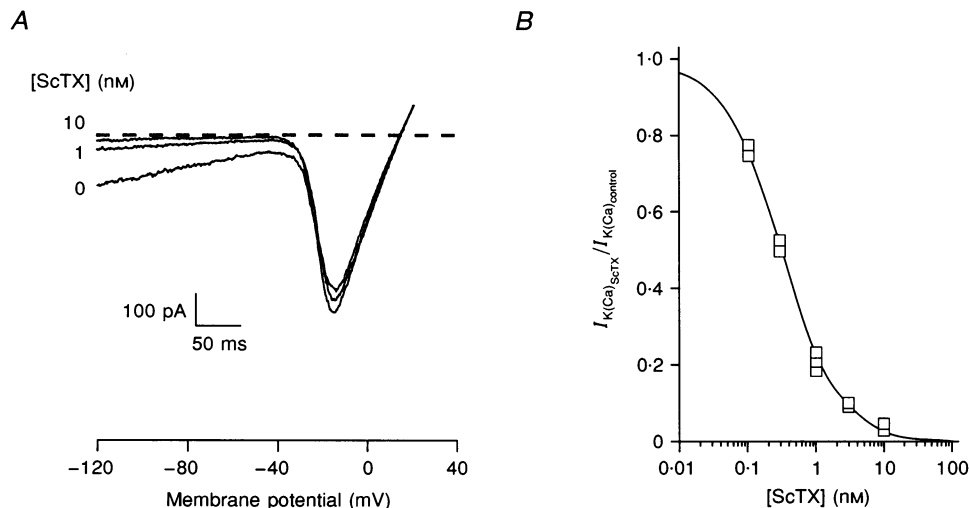 A
[ScTX] (nM)
10
1
0
100 pA
50 ms
−120 −80 −40 0 40
Membrane potential (mV)
B
I K(Ca)ScTX / I K(Ca)control
1·0
0·8
0·6
0·4
0·2
0
0·01 0·1 1 10 100
[ScTX] (nM)